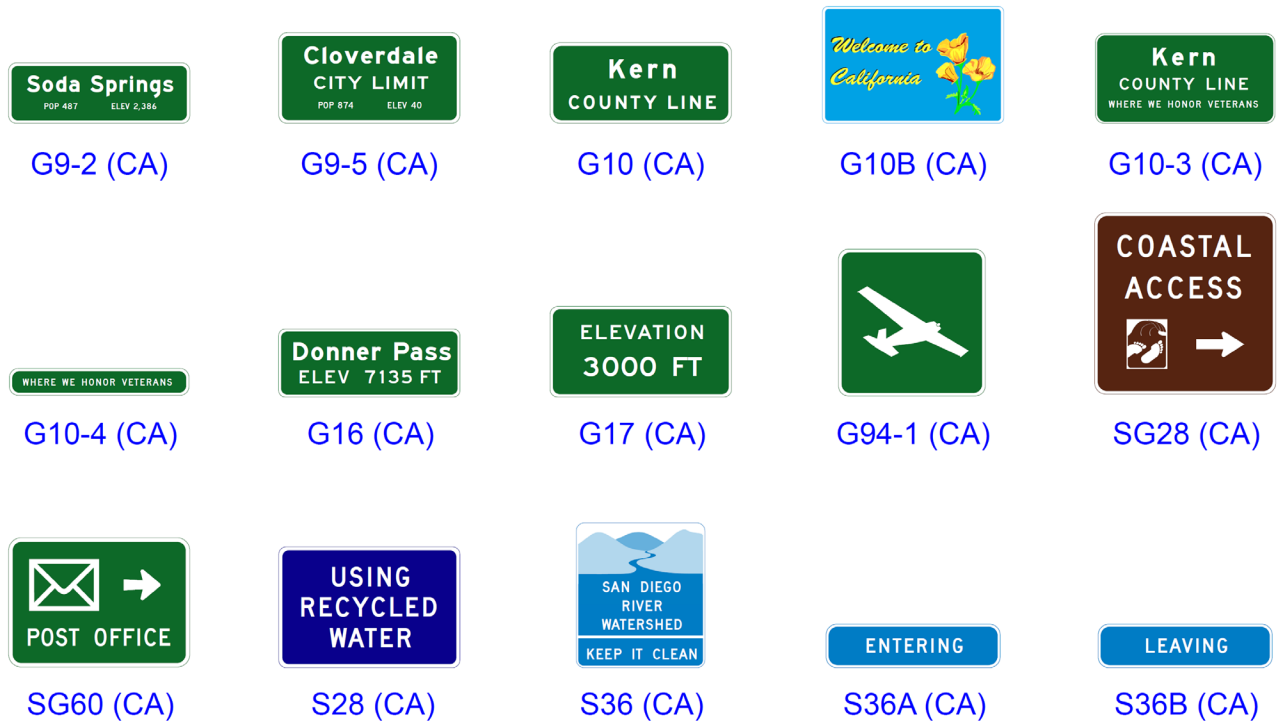 Soda Springs
POP 487 ELEV 2,386
G9-2 (CA)
Cloverdale
CITY LIMIT
POP 874 ELEV 40
G9-5 (CA)
Kern
COUNTY LINE
G10 (CA)
Welcome to
California
G10B (CA)
Kern
COUNTY LINE
WHERE WE HONOR VETERANS
G10-3 (CA)
WHERE WE HONOR VETERANS
G10-4 (CA)
Donner Pass
ELEV 7135 FT
G16 (CA)
ELEVATION
3000 FT
G17 (CA)
G94-1 (CA)
COASTAL
ACCESS
SG28 (CA)
POST OFFICE
SG60 (CA)
USING
RECYCLED
WATER
S28 (CA)
SAN DIEGO
RIVER
WATERSHED
KEEP IT CLEAN
S36 (CA)
ENTERING
S36A (CA)
LEAVING
S36B (CA)